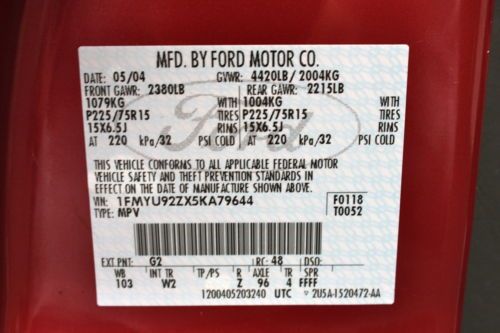 MFD. BY FORD MOTOR CO.
DATE: 05/04 GVWR: 4420LB/2004KG
FRONT GAWR: 2380LB REAR GAWR: 2215LB
1079KG WITH 1004KG WITH
P225/75R15 TIRES P225/75R15 TIRES
15X6.5J RIMS 15X6.5J RIMS
AT 220 kPa/32 PSI COLD AT 220 kPa/32 PSI COLD
THIS VEHICLE CONFORMS TO ALL APPLICABLE FEDERAL MOTOR
VEHICLE SAFETY AND THEFT PREVENTION STANDARDS IN
EFFECT ON THE DATE OF MANUFACTURE SHOWN ABOVE.
VIN: 1FMYU92ZX5KA79644 F0118
TYPE: MPV T0052
EXT PNT: G2 RC: 48 DSO:
WB INT TR TP/PS R AXLE TR SPR
103 W2 Z 96 4 FFFF
1200405203240 UTC 2U5A-1520472-AA
Ford